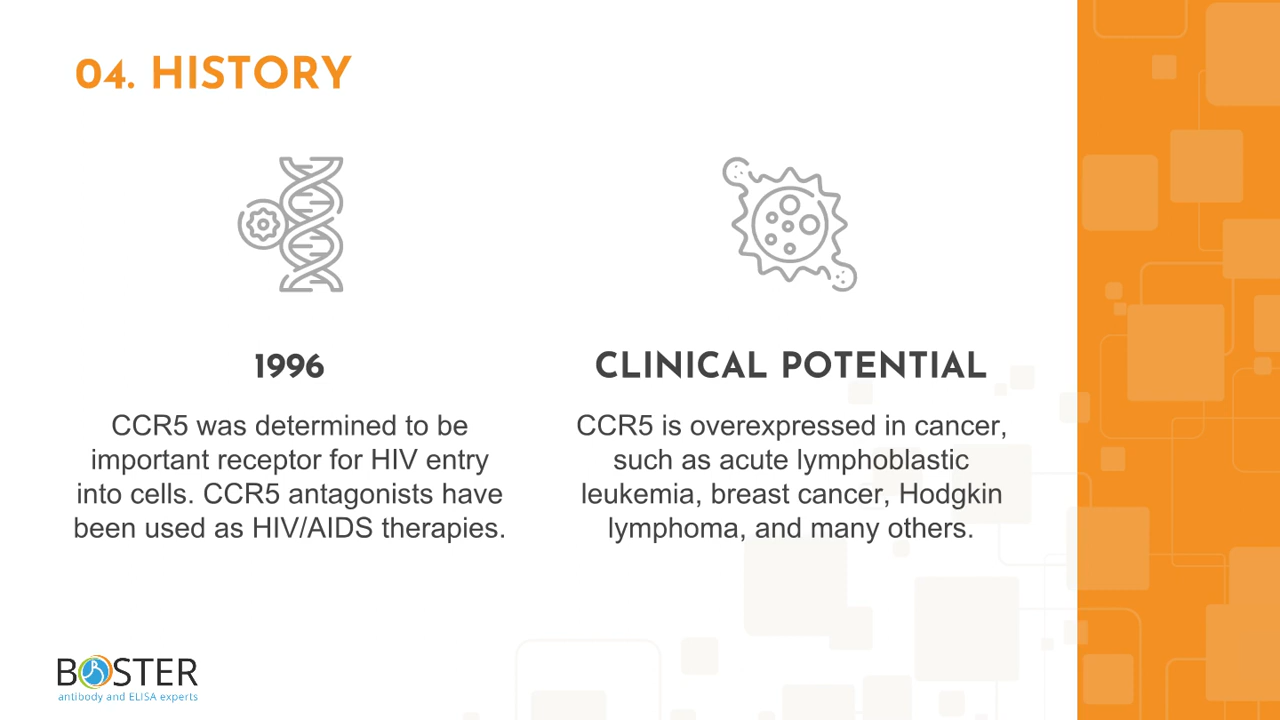 04. HISTORY
1996
CCR5 was determined to be
important receptor for HIV entry
into cells. CCR5 antagonists have
been used as HIV/AIDS therapies.
CLINICAL POTENTIAL
CCR5 is overexpressed in cancer,
such as acute lymphoblastic
leukemia, breast cancer, Hodgkin
lymphoma, and many others.
BOSTER
antibody and ELISA experts